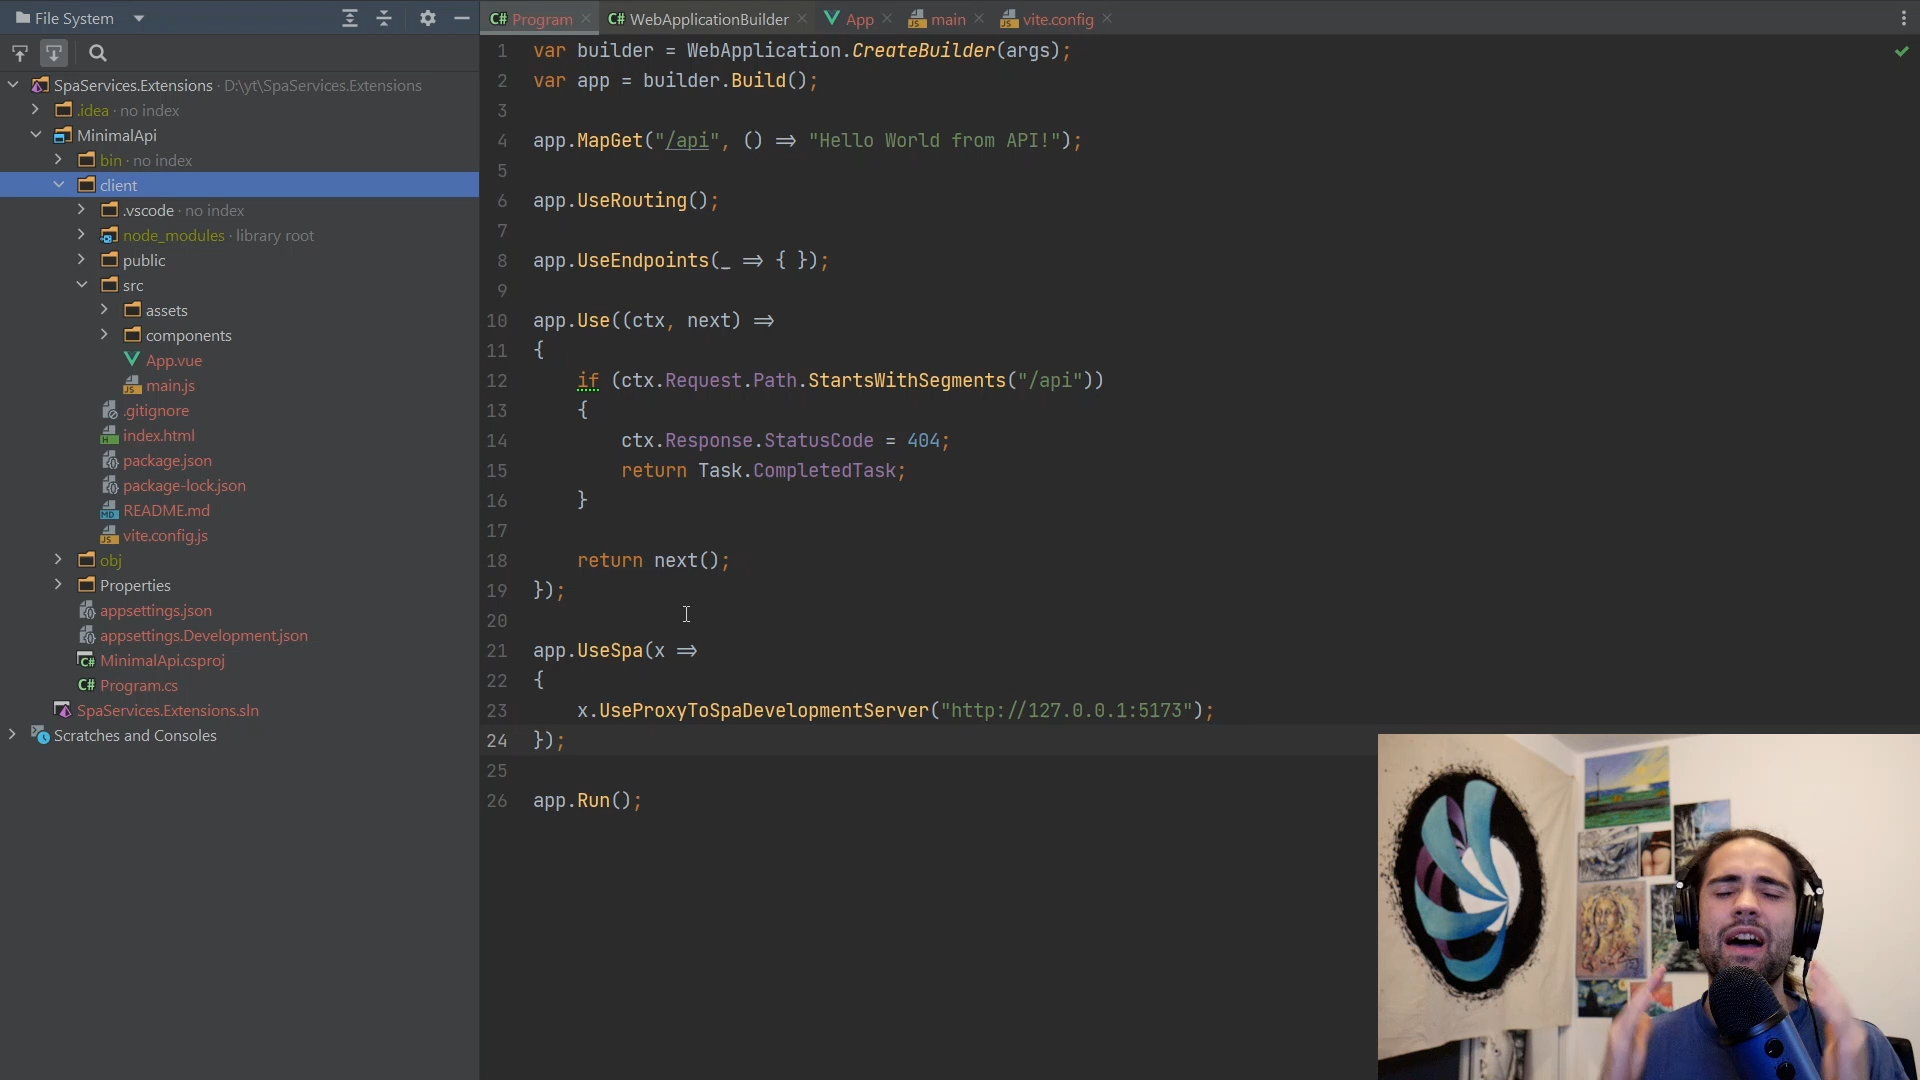 File System
Program
WebApplicationBuilder
App
main
vite.config
SpaServices.Extensions · D:\yt\SpaServices.Extensions
.idea · no index
MinimalApi
bin · no index
client
.vscode · no index
node_modules · library root
public
src
assets
components
App.vue
main.js
.gitignore
index.html
package.json
package-lock.json
README.md
vite.config.js
obj
Properties
appsettings.json
appsettings.Development.json
MinimalApi.csproj
C# Program.cs
SpaServices.Extensions.sln
Scratches and Consoles
1 var builder = WebApplication.CreateBuilder(args);
2 var app = builder.Build();
3
4 app.MapGet("/api", () => "Hello World from API!");
5
6 app.UseRouting();
7
8 app.UseEndpoints(_ => { });
9
10 app.Use((ctx, next) =>
11 {
12 if (ctx.Request.Path.StartsWithSegments("/api"))
13 {
14 ctx.Response.StatusCode = 404;
15 return Task.CompletedTask;
16 }
17
18 return next();
19 });
20
21 app.UseSpa(x =>
22 {
23 x.UseProxyToSpaDevelopmentServer("http://127.0.0.1:5173");
24 });
25
26 app.Run();